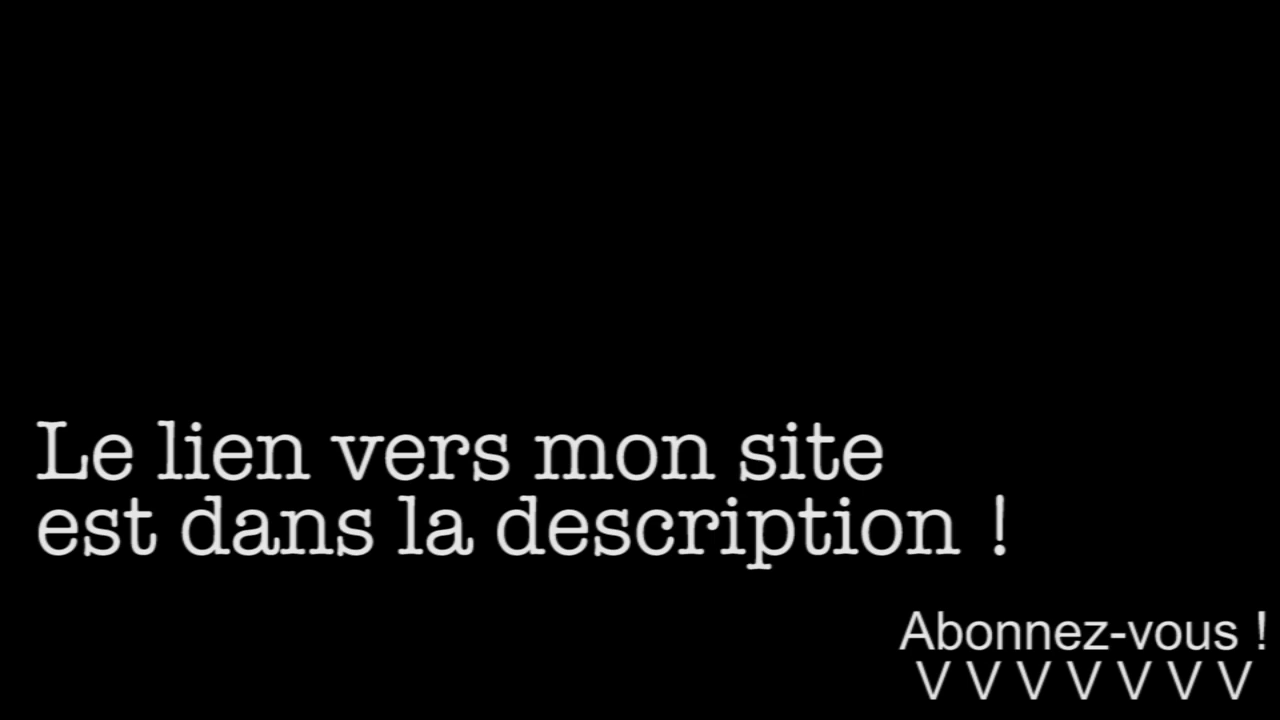 Le lien vers mon site
est dans la description !
Abonnez-vous !
V V V V V V V